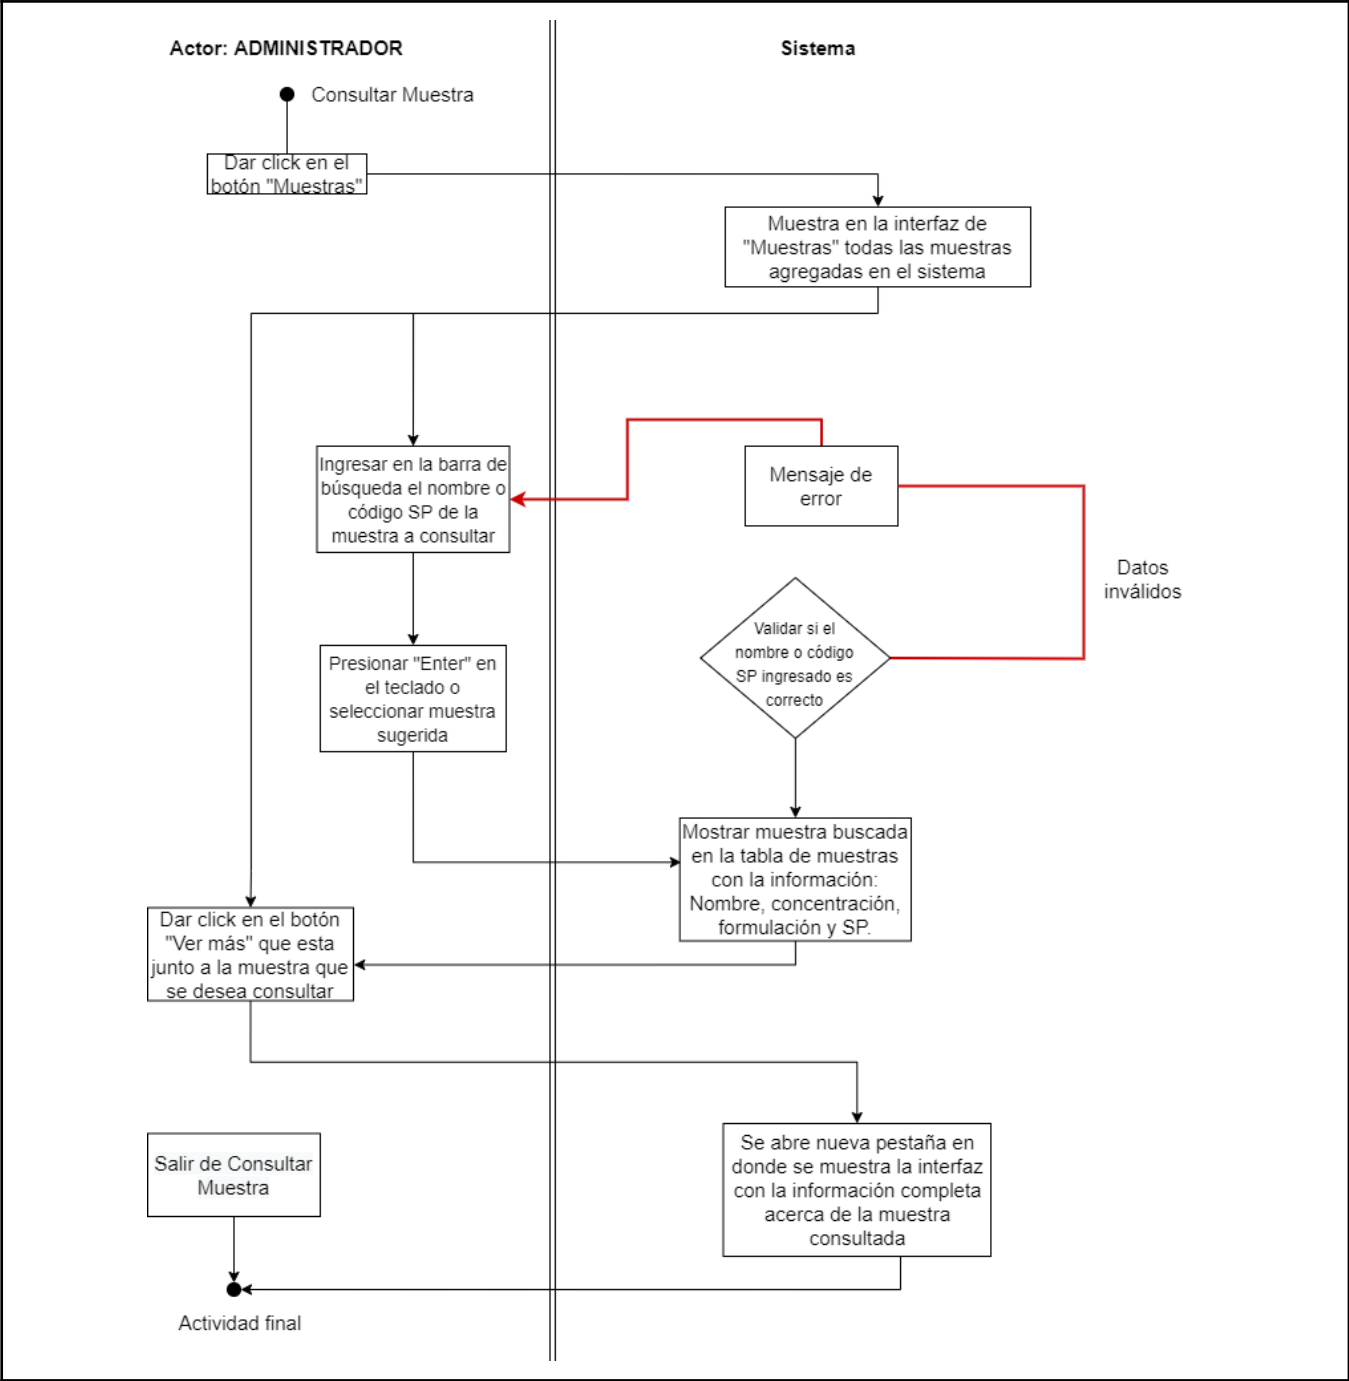 Actor: ADMINISTRADOR
Sistema
Consultar Muestra
Dar click en el
botón "Muestras"
Muestra en la interfaz de
"Muestras" todas las muestras
agregadas en el sistema
Ingresar en la barra de
búsqueda el nombre o
código SP de la
muestra a consultar
Mensaje de
error
Datos
inválidos
Validar si el
nombre o código
SP ingresado es
correcto
Presionar "Enter" en
el teclado o
seleccionar muestra
sugerida
Mostrar muestra buscada
en la tabla de muestras
con la información:
Nombre, concentración,
formulación y SP.
Dar click en el botón
"Ver más" que esta
junto a la muestra que
se desea consultar
Salir de Consultar
Muestra
Se abre nueva pestaña en
donde se muestra la interfaz
con la información completa
acerca de la muestra
consultada
Actividad final